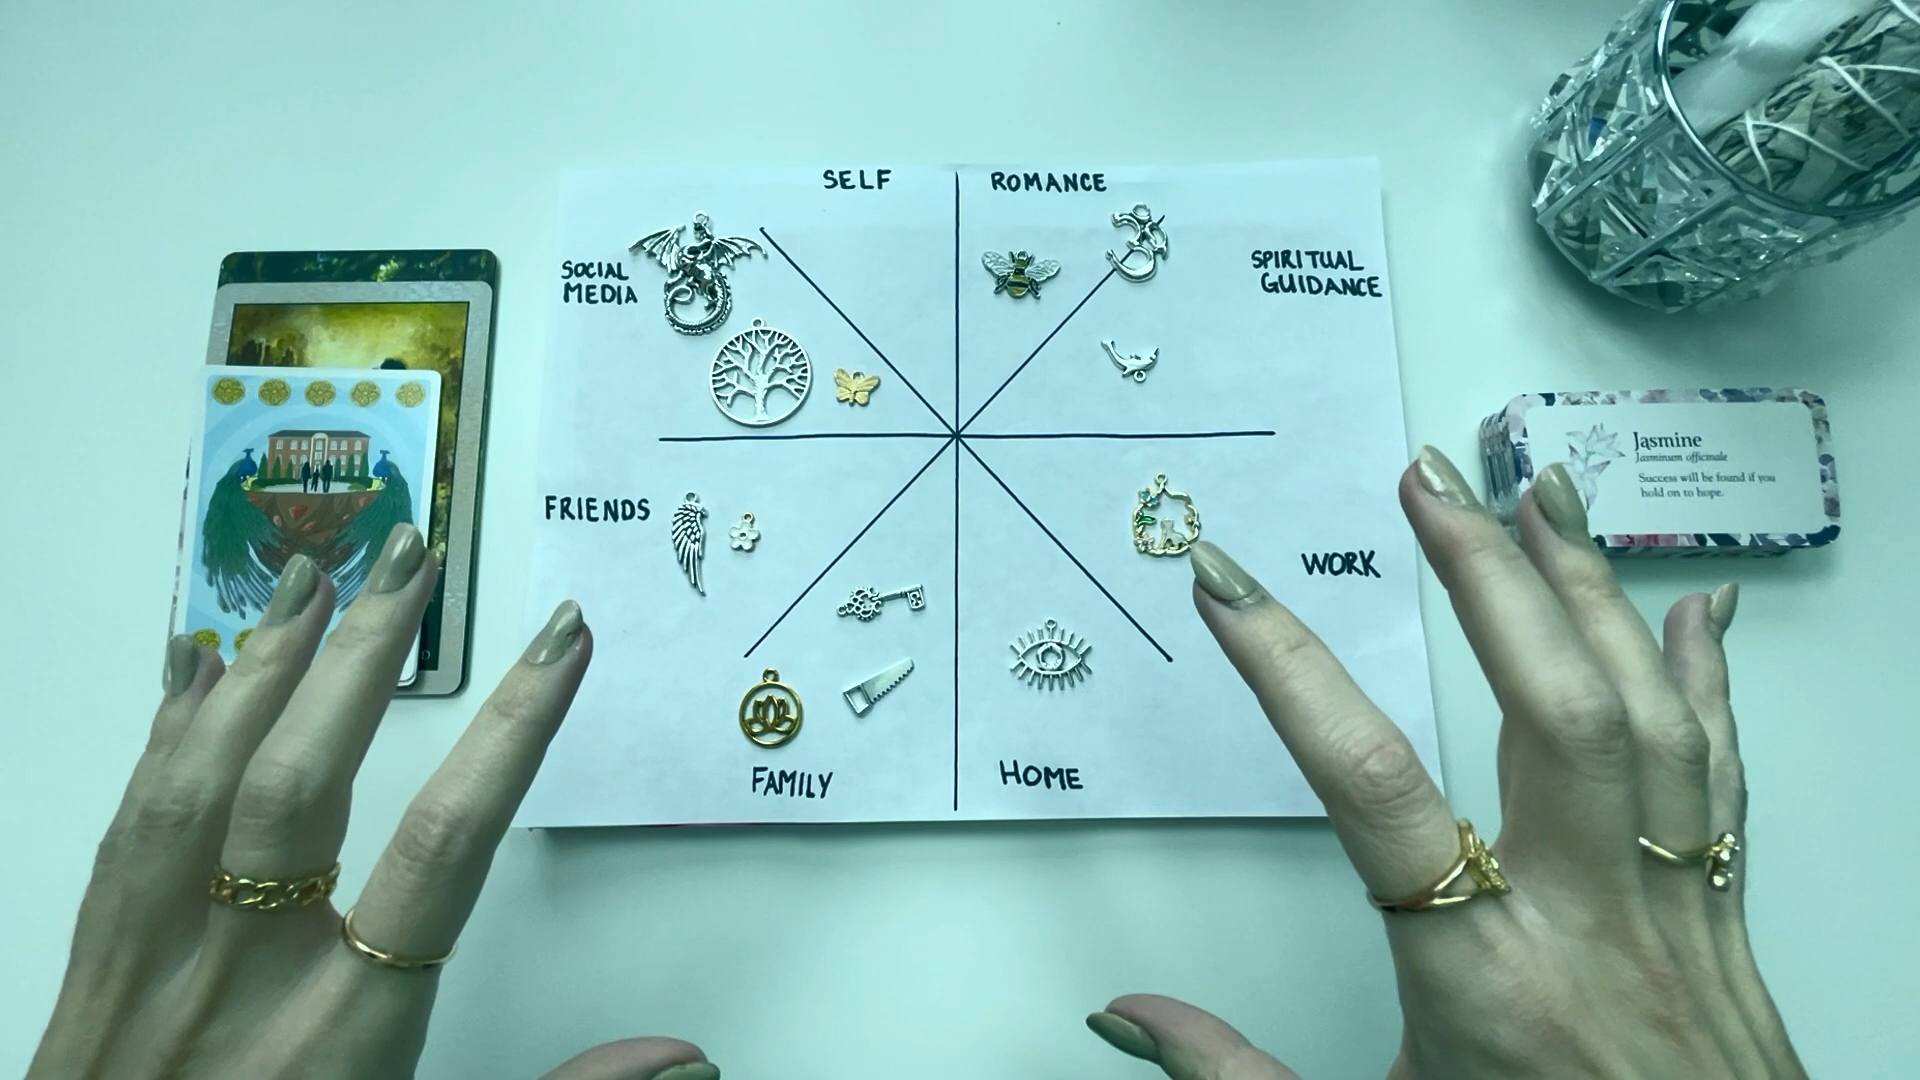 SELF
ROMANCE
SOCIAL
MEDIA
SPIRITUAL
GUIDANCE
FRIENDS
WORK
FAMILY
HOME
Jasmine
Jasminum officinale
Success will be found if you
hold on to hope.